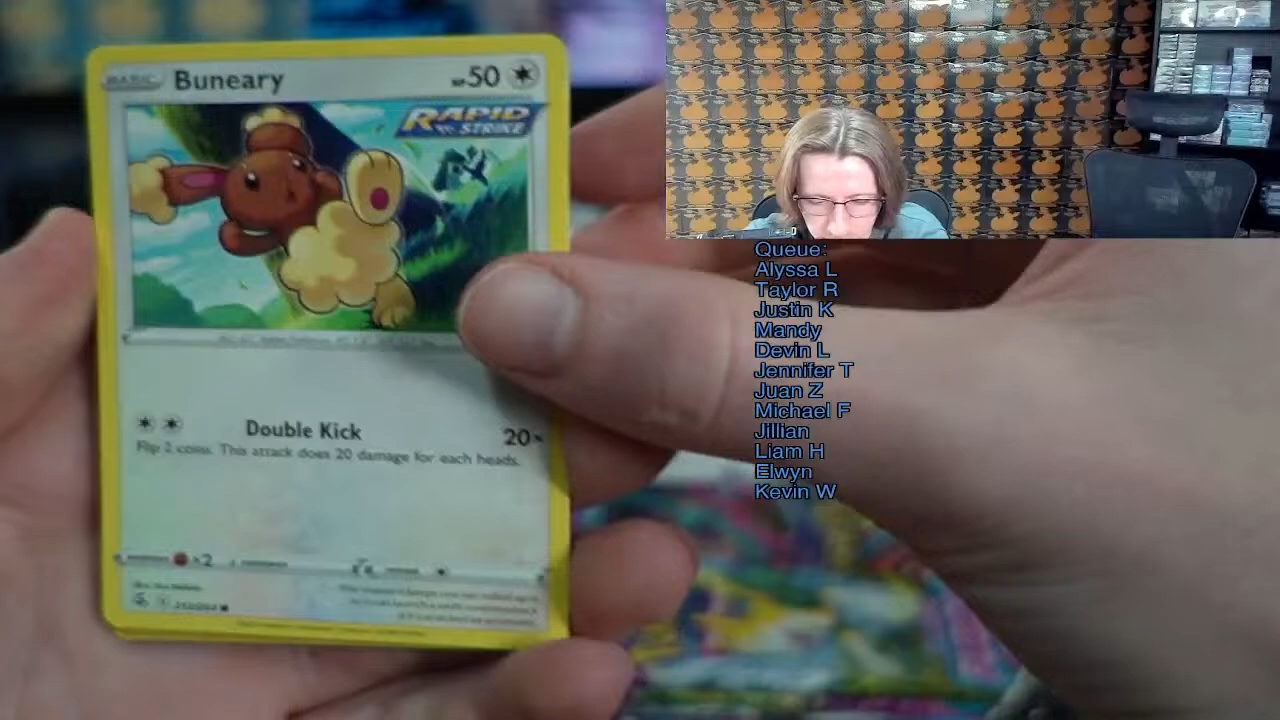 BASIC Buneary HP50
RAPID
STRIKE
Double Kick 20×
Flip 2 coins. This attack does 20 damage for each heads.
×2
Queue:
Alyssa L
Taylor R
Justin K
Mandy
Devin L
Jennifer T
Juan Z
Michael F
Jillian
Liam H
Elwyn
Kevin W